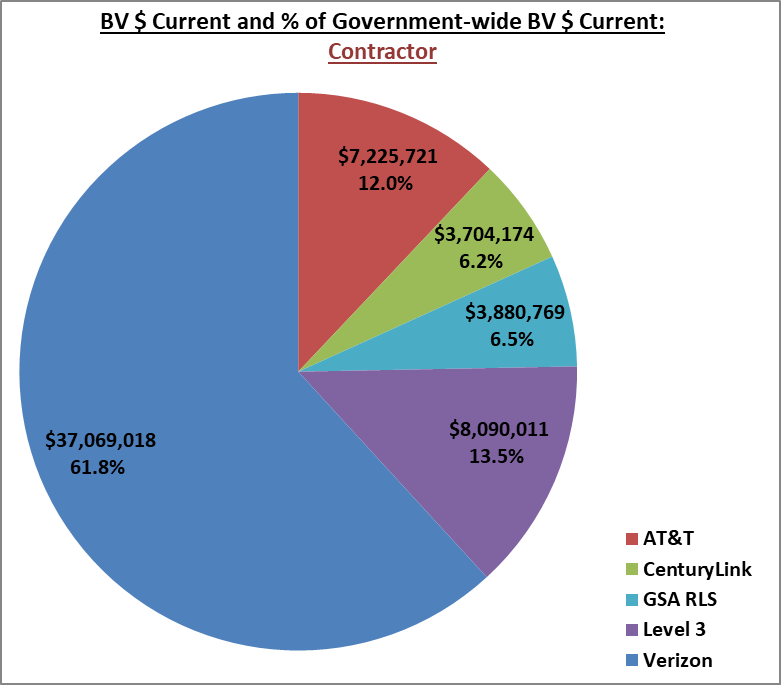 BV $ Current and % of Government-wide BV $ Current:
Contractor
$7,225,721
12.0%
$3,704,174
6.2%
$3,880,769
6.5%
$8,090,011
13.5%
$37,069,018
61.8%
AT&T
CenturyLink
GSA RLS
Level 3
Verizon